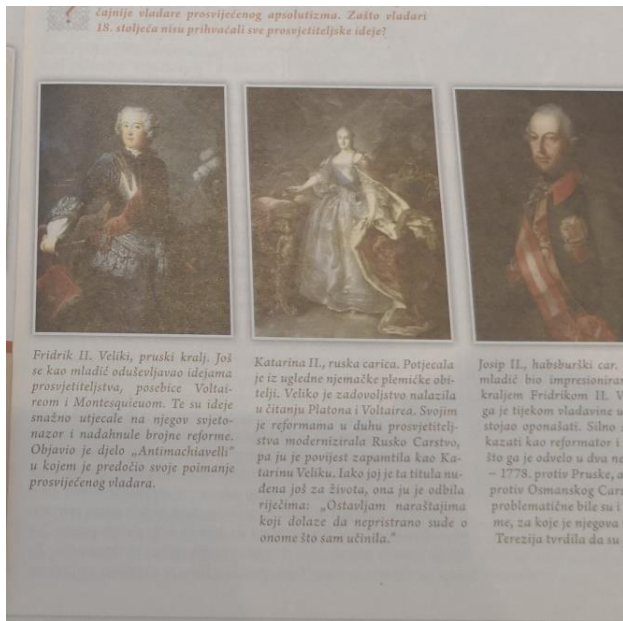 ?
čajnije vladare prosvijećenog apsolutizma. Zašto vladari
18. stoljeća nisu prihvaćali sve prosvjetiteljske ideje?
Fridrik II. Veliki, pruski kralj. Još
se kao mladić oduševljavao idejama
prosvjetiteljstva, posebice Voltai-
reom i Montesquieuom. Te su ideje
snažno utjecale na njegov svjeto-
nazor i nadahnule brojne reforme.
Objavio je djelo „Antimachiavelli"
u kojem je predočio svoje poimanje
prosvijećenog vladara.
Katarina II., ruska carica. Potjecala
je iz ugledne njemačke plemićke obi-
telji. Veliko je zadovoljstvo nalazila
u čitanju Platona i Voltairea. Svojim
je reformama u duhu prosvjetitelj-
stva modernizirala Rusko Carstvo,
pa ju je povijest zapamtila kao Ka-
tarinu Veliku. Iako joj je ta titula nu-
đena još za života, ona ju je odbila
riječima: „Ostavljam naraštajima
koji dolaze da nepristrano sude o
onome što sam učinila."
Josip II., habsburški car.
mladić bio impresionira
kraljem Fridrikom II. V
ga je tijekom vladavine u
stojao oponašati. Silno
kazati kao reformator i
što ga je odvelo u dva
– 1778. protiv Pruske, a
protiv Osmanskog Car
problematične bile su i
me, za koje je njegova
Terezija tvrdila da su